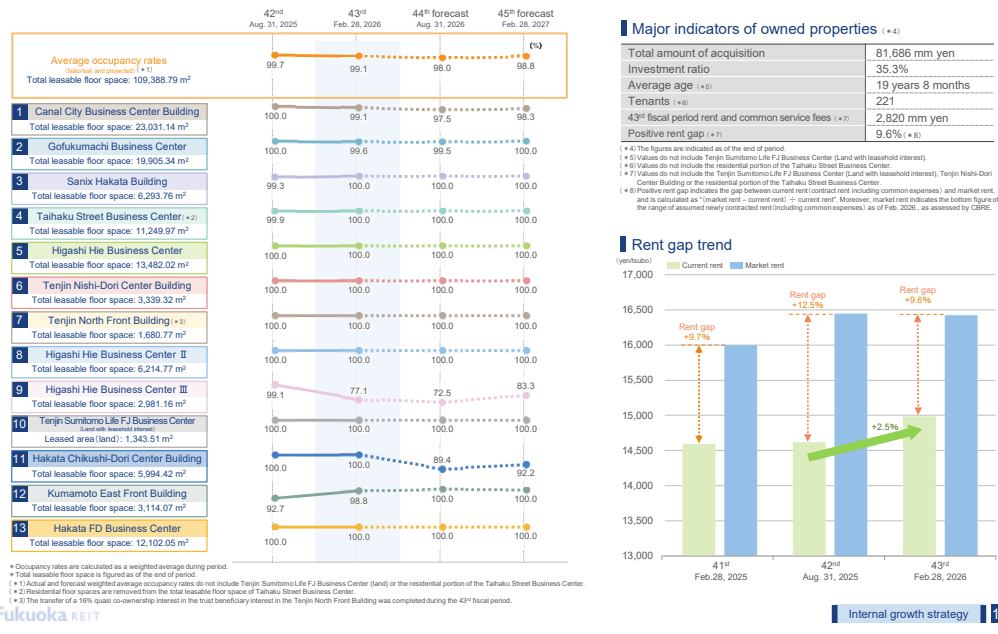 42nd
43rd
44th forecast
45th forecast
Aug. 31, 2025
Feb. 28, 2026
Aug. 31, 2026
Feb. 28, 2027
(%)
Average occupancy rates
(historical and projected) (*1)
Total leasable floor space: 109,388.79 m²
99.7
99.1
98.0
98.8
1 Canal City Business Center Building
Total leasable floor space: 23,031.14 m²
100.0
99.1
97.5
98.3
2 Gofukumachi Business Center
Total leasable floor space: 19,905.34 m²
100.0
99.6
99.5
100.0
3 Sanix Hakata Building
Total leasable floor space: 6,293.76 m²
99.3
100.0
100.0
100.0
4 Taihaku Street Business Center (*2)
Total leasable floor space: 11,249.97 m²
99.9
100.0
100.0
100.0
5 Higashi Hie Business Center
Total leasable floor space: 13,482.02 m²
100.0
100.0
100.0
100.0
6 Tenjin Nishi-Dori Center Building
Total leasable floor space: 3,339.32 m²
100.0
100.0
100.0
100.0
7 Tenjin North Front Building (*3)
Total leasable floor space: 1,680.77 m²
100.0
100.0
100.0
100.0
8 Higashi Hie Business Center Ⅱ
Total leasable floor space: 6,214.77 m²
100.0
100.0
100.0
100.0
9 Higashi Hie Business Center Ⅲ
Total leasable floor space: 2,981.16 m²
99.1
77.1
72.5
83.3
10 Tenjin Sumitomo Life FJ Business Center
(Land with leasehold interest)
Leased area (land): 1,343.51 m²
100.0
100.0
100.0
100.0
11 Hakata Chikushi-Dori Center Building
Total leasable floor space: 5,994.42 m²
100.0
100.0
89.4
92.2
12 Kumamoto East Front Building
Total leasable floor space: 3,114.07 m²
92.7
98.8
100.0
100.0
13 Hakata FD Business Center
Total leasable floor space: 12,102.05 m²
100.0
100.0
100.0
100.0
* Occupancy rates are calculated as a weighted average during period.
* Total leasable floor space is figured as of the end of period.
(*1) Actual and forecast weighted average occupancy rates do not include Tenjin Sumitomo Life FJ Business Center (land) or the residential portion of the Taihaku Street Business Center.
(*2) Residential floor spaces are removed from the total leasable floor space of Taihaku Street Business Center.
(*3) The transfer of a 16% quasi co-ownership interest in the trust beneficiary interest in the Tenjin North Front Building was completed during the 43rd fiscal period.
Fukuoka REIT
Major indicators of owned properties (*4)
Total amount of acquisition 81,686 mm yen
Investment ratio 35.3%
Average age (*5) 19 years 8 months
Tenants (*6) 221
43rd fiscal period rent and common service fees (*7) 2,820 mm yen
Positive rent gap (*7) 9.6% (*8)
(*4) The figures are indicated as of the end of period.
(*5) Values do not include Tenjin Sumitomo Life FJ Business Center (Land with leasehold interest).
(*6) Values do not include the residential portion of the Taihaku Street Business Center.
(*7) Values do not include the Tenjin Sumitomo Life FJ Business Center (Land with leasehold interest), Tenjin Nishi-Dori
Center Building or the residential portion of the Taihaku Street Business Center.
(*8) Positive rent gap indicates the gap between current rent (contract rent including common expenses) and market rent,
and is calculated as "(market rent – current rent) ÷ current rent". Moreover, market rent indicates the bottom figure of
the range of assumed newly contracted rent (including common expenses) as of Feb. 2026., as assessed by CBRE.
Rent gap trend
(yen/tsubo)
Current rent
Market rent
17,000
16,500
16,000
15,500
15,000
14,500
14,000
13,500
13,000
Rent gap
+9.7%
Rent gap
+12.5%
Rent gap
+9.6%
+2.5%
41st
Feb.28, 2025
42nd
Aug. 31, 2025
43rd
Feb.28, 2026
Internal growth strategy